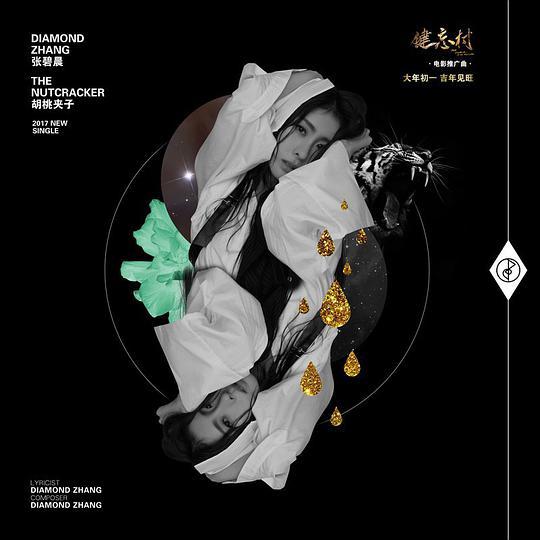 DIAMOND
ZHANG
张碧晨
THE
NUTCRACKER
胡桃夹子
2017 NEW
SINGLE
健忘村
·电影推广曲·
大年初一 吉年见旺
LYRICIST
DIAMOND ZHANG
COMPOSER
DIAMOND ZHANG